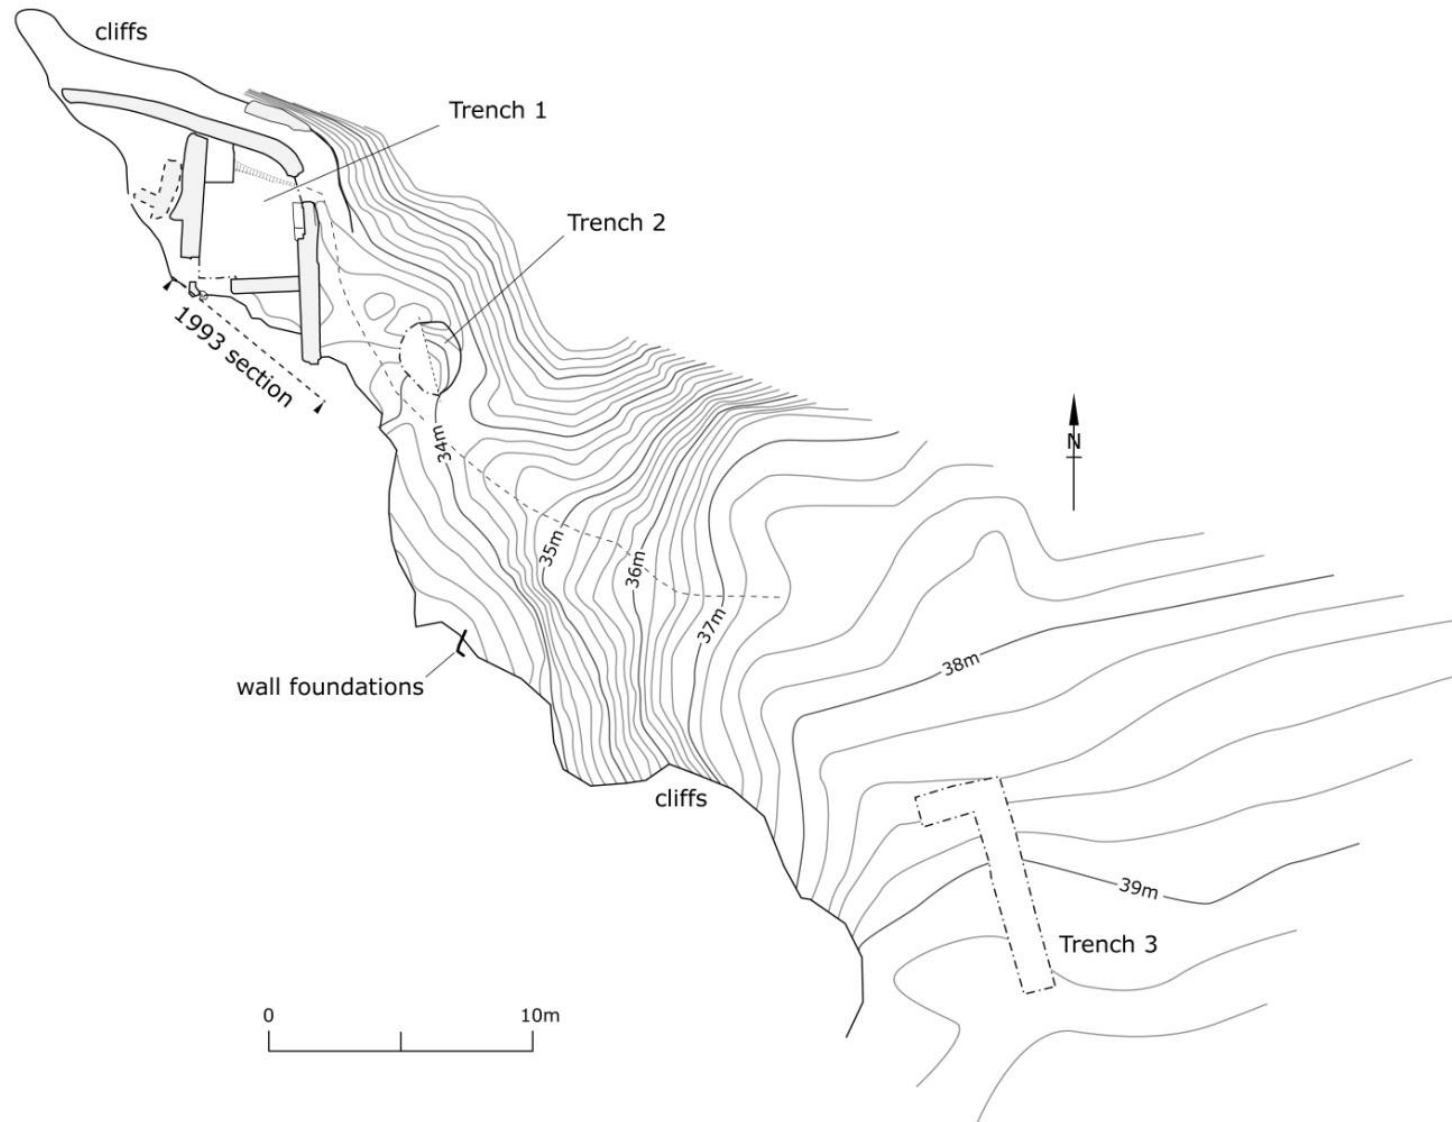 cliffs
Trench 1
Trench 2
1993 section
34m
N
35m
36m
37m
38m
wall foundations
cliffs
39m
Trench 3
0 10m